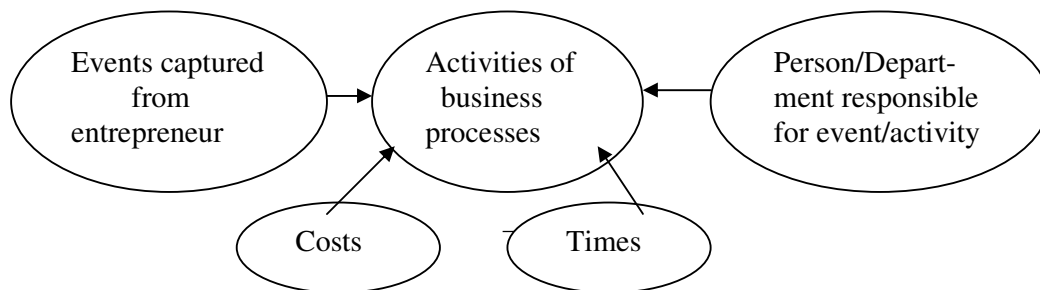 Events captured
from
entrepreneur
Activities of
business
processes
Person/Depart-
ment responsible
for event/activity
Costs
Times